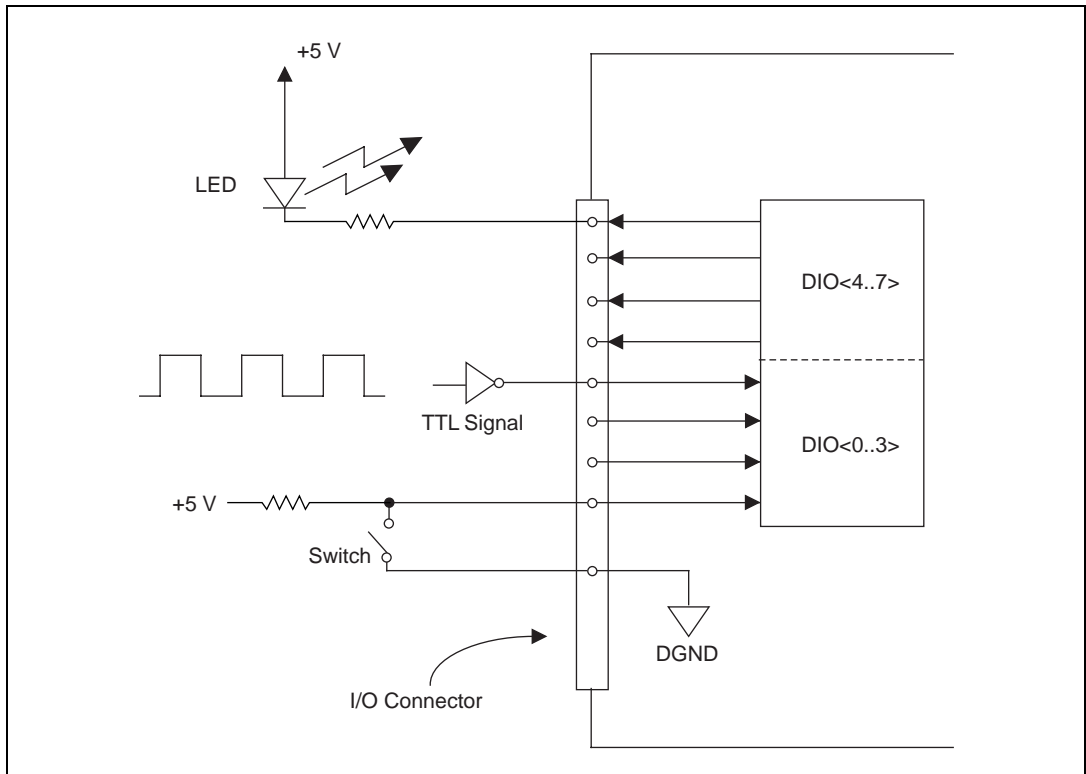 +5 V
LED
DIO<4..7>
TTL Signal
DIO<0..3>
+5 V
Switch
DGND
I/O Connector